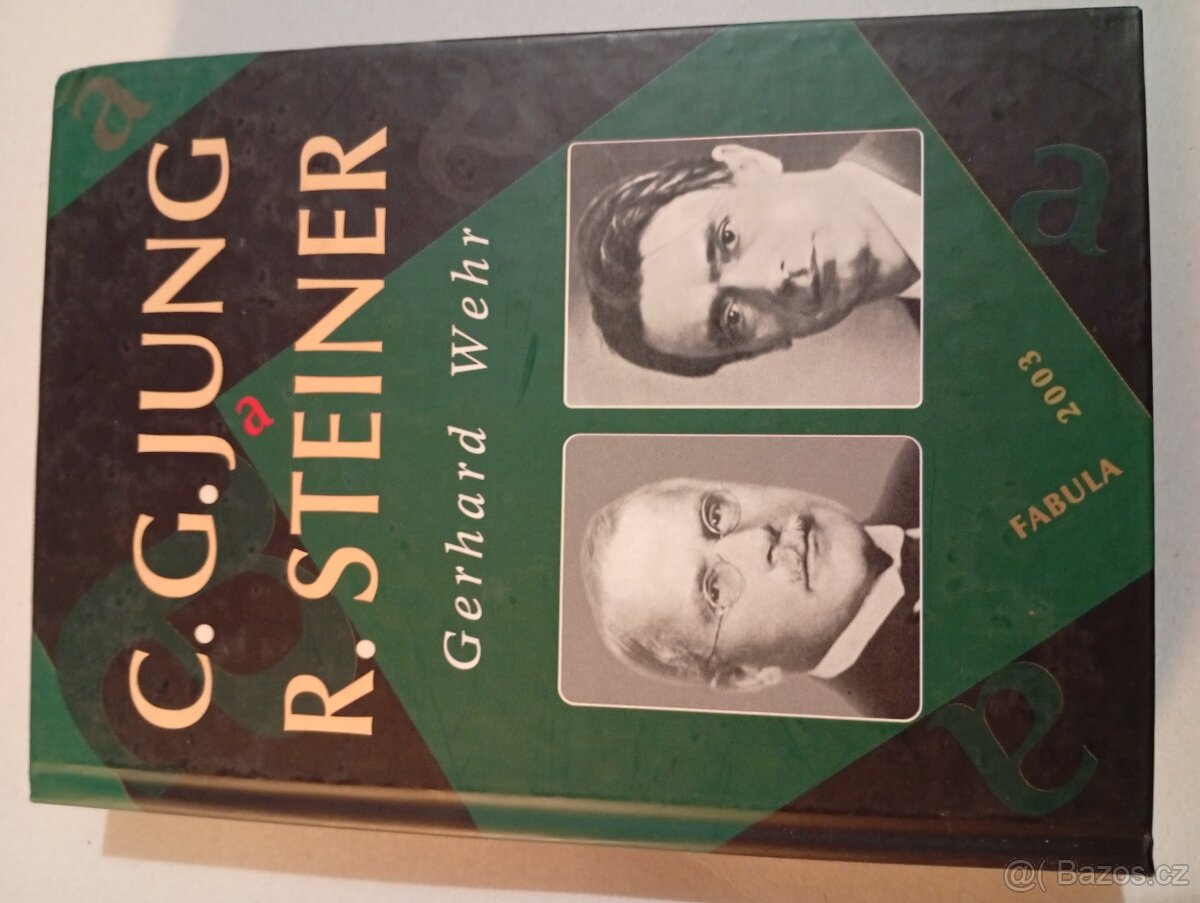 C. G. JUNG
a
R. STEINER
Gerhard Wehr
FABULA 2003
a
a
a
@( Bazos.cz